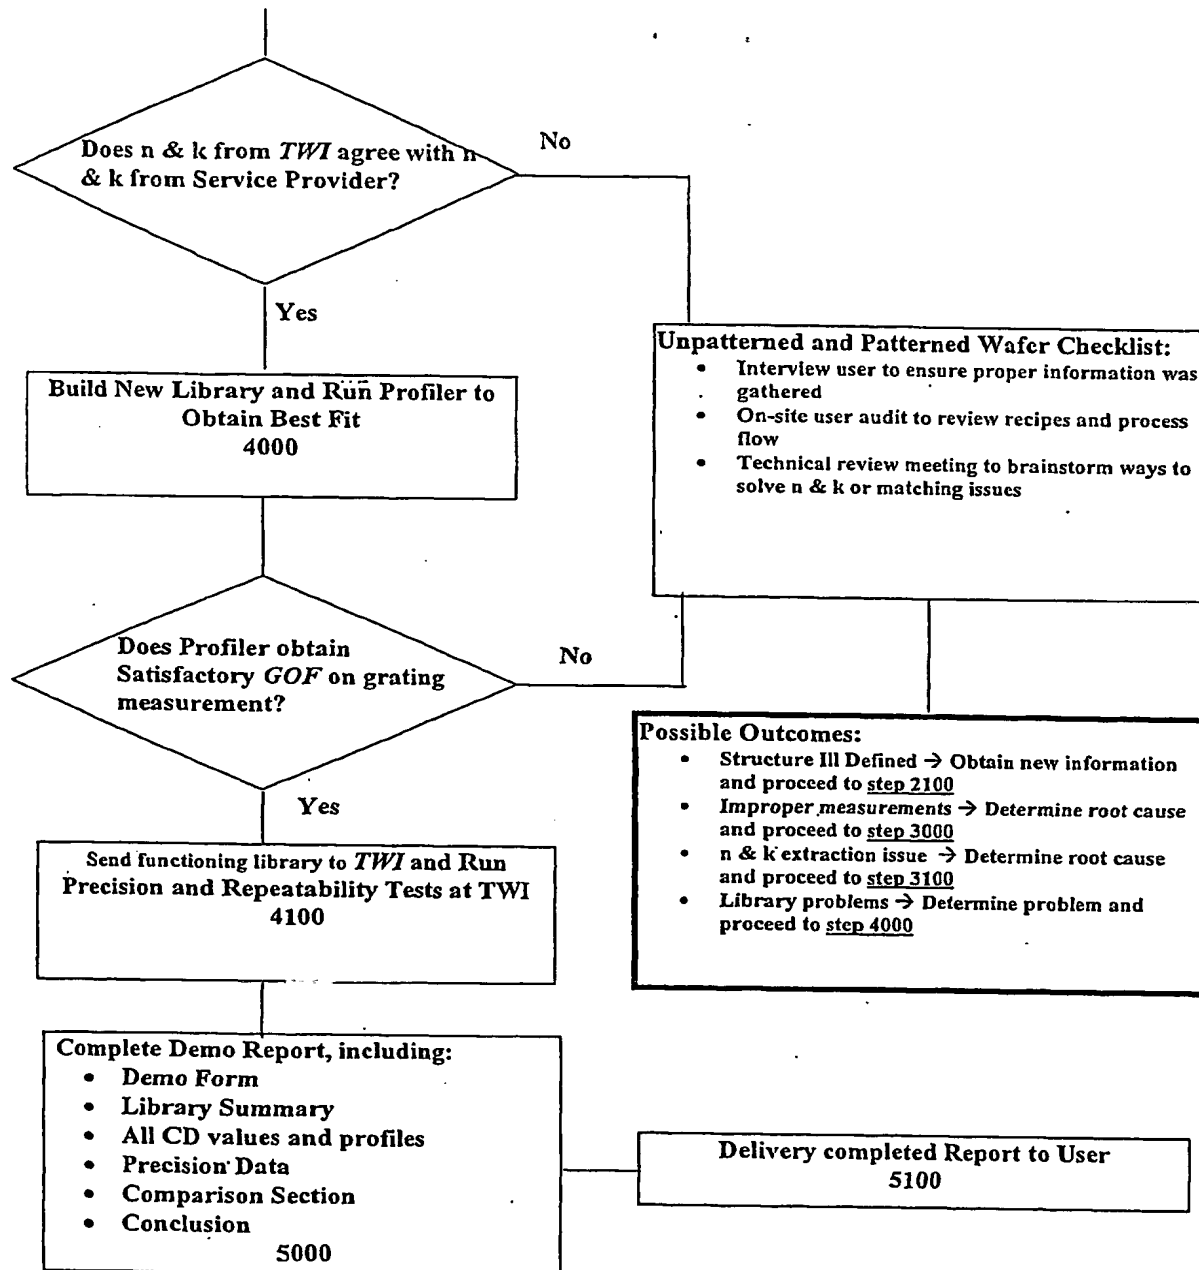 Does n & k from TWI agree with n
& k from Service Provider?
No
Yes
Build New Library and Run Profiler to
Obtain Best Fit
4000
Unpatterned and Patterned Wafer Checklist:
• Interview user to ensure proper information was
gathered
• On-site user audit to review recipes and process
flow
• Technical review meeting to brainstorm ways to
solve n & k or matching issues
Does Profiler obtain
Satisfactory GOF on grating
measurement?
No
Yes
Possible Outcomes:
• Structure Ill Defined → Obtain new information
and proceed to step 2100
• Improper measurements → Determine root cause
and proceed to step 3000
• n & k extraction issue → Determine root cause
and proceed to step 3100
• Library problems → Determine problem and
proceed to step 4000
Send functioning library to TWI and Run
Precision and Repeatability Tests at TWI
4100
Complete Demo Report, including:
• Demo Form
• Library Summary
• All CD values and profiles
• Precision Data
• Comparison Section
• Conclusion
5000
Delivery completed Report to User
5100